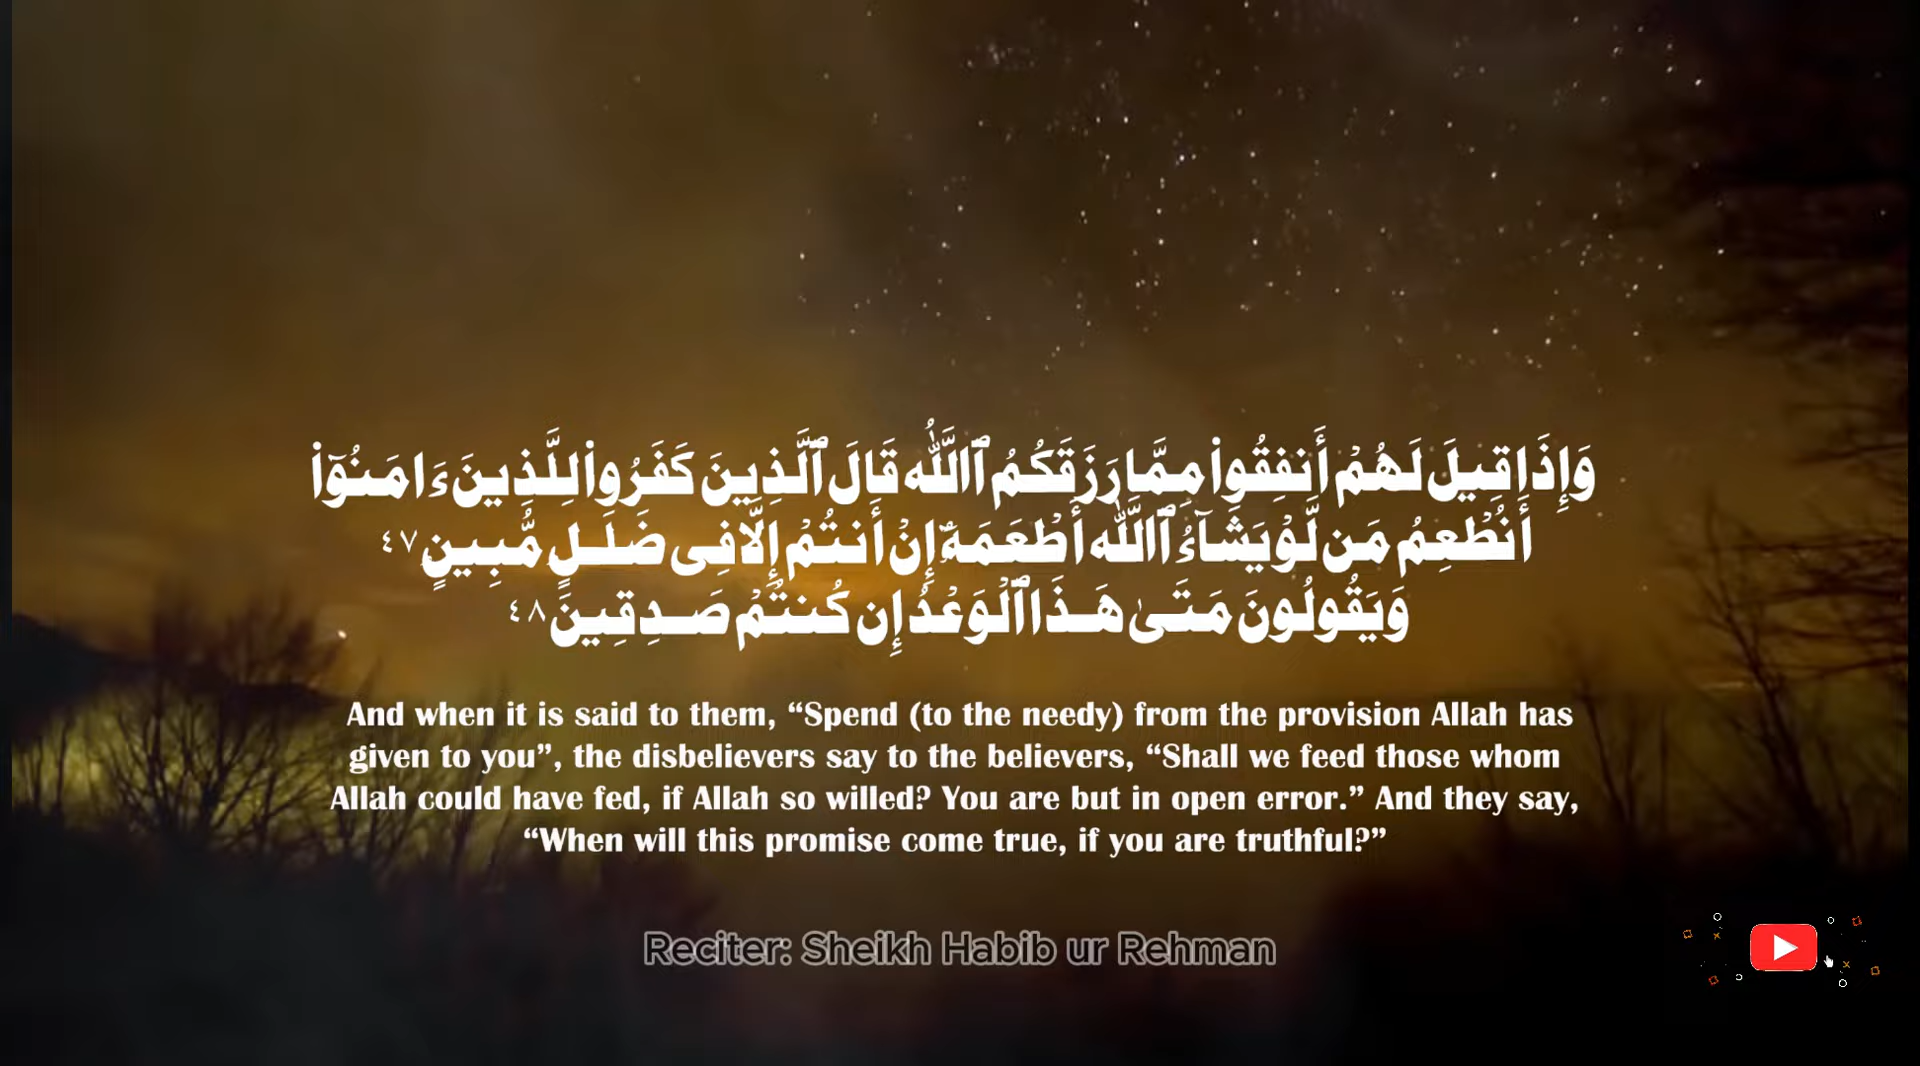 وَإِذَا قِيلَ لَهُمْ أَنفِقُوا۟ مِمَّا رَزَقَكُمُ ٱاللَّهُ قَالَ ٱلَّذِينَ كَفَرُوا۟ لِلَّذِينَ ءَامَنُوٓا۟
أَنُطْعِمُ مَن لَّوْ يَشَآءُ ٱاللَّهُ أَطْعَمَهُۥٓ إِنْ أَنتُمْ إِلَّا فِى ضَلَـٰلٍ مُّبِينٍ ٤٧
وَيَقُولُونَ مَتَىٰ هَـٰذَا ٱلْوَعْدُ إِن كُنتُمْ صَـٰدِقِينَ ٤٨
And when it is said to them, “Spend (to the needy) from the provision Allah has
given to you”, the disbelievers say to the believers, “Shall we feed those whom
Allah could have fed, if Allah so willed? You are but in open error.” And they say,
“When will this promise come true, if you are truthful?”
Reciter: Sheikh Habib ur Rehman